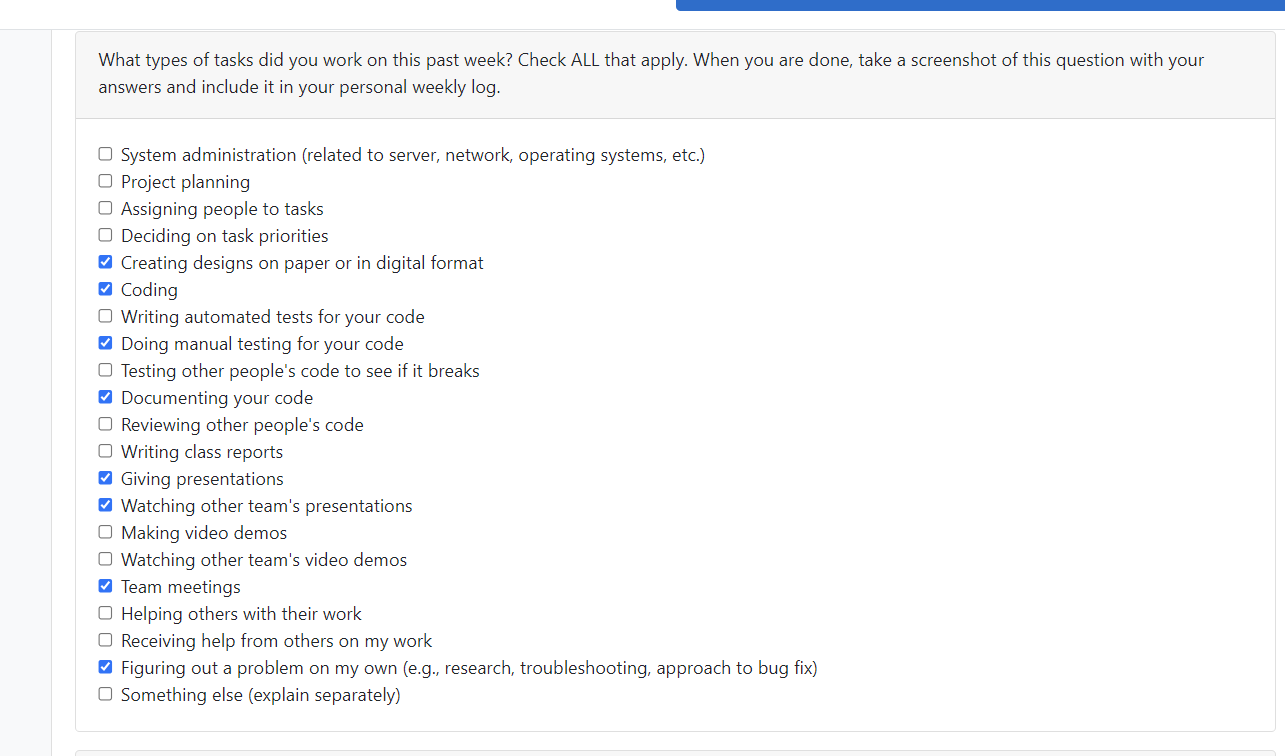 What types of tasks did you work on this past week? Check ALL that apply. When you are done, take a screenshot of this question with your
answers and include it in your personal weekly log.
System administration (related to server, network, operating systems, etc.)
Project planning
Assigning people to tasks
Deciding on task priorities
Creating designs on paper or in digital format
Coding
Writing automated tests for your code
Doing manual testing for your code
Testing other people's code to see if it breaks
Documenting your code
Reviewing other people's code
Writing class reports
Giving presentations
Watching other team's presentations
Making video demos
Watching other team's video demos
Team meetings
Helping others with their work
Receiving help from others on my work
Figuring out a problem on my own (e.g., research, troubleshooting, approach to bug fix)
Something else (explain separately)